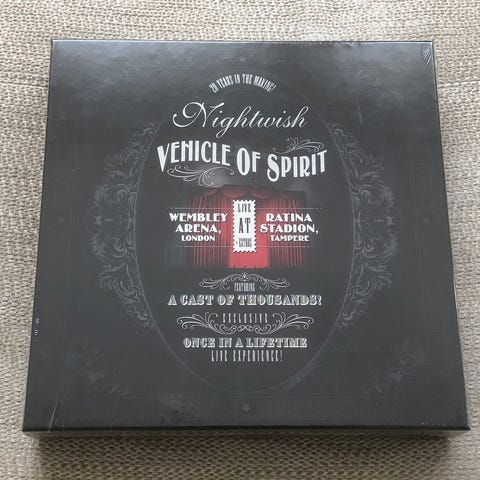 20 YEARS IN THE MAKING!
Nightwish
VEHICLE OF SPIRIT
WEMBLEY ARENA, LONDON
LIVE AT
+EXTRAS
RATINA STADION, TAMPERE
FEATURING
A CAST OF THOUSANDS!
EXCLUSIVE
ONCE IN A LIFETIME
LIVE EXPERIENCE!